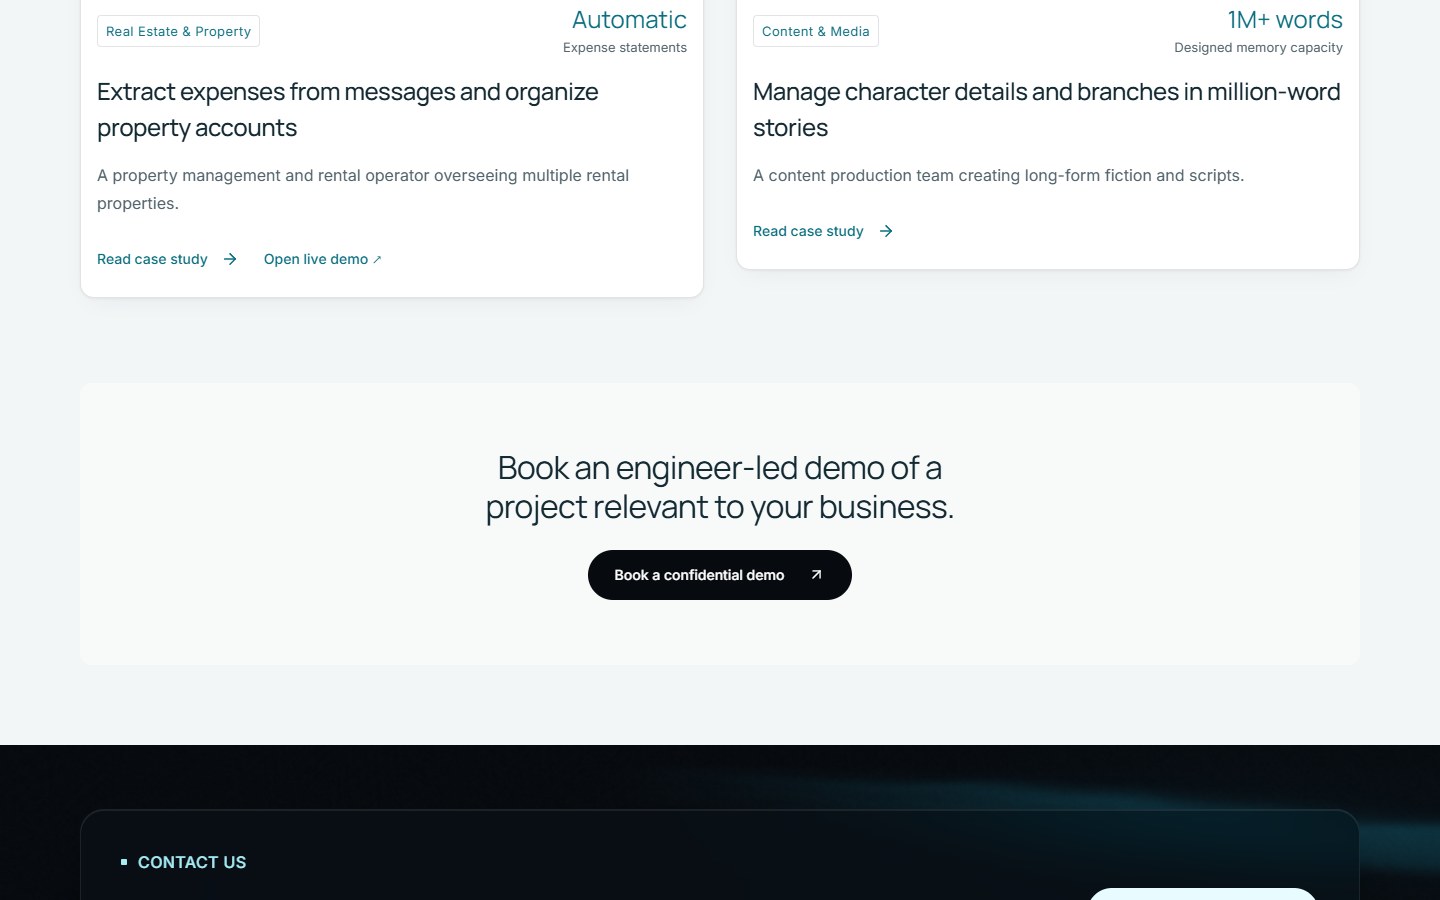 Real Estate & Property
Automatic
Expense statements
Extract expenses from messages and organize
property accounts
A property management and rental operator overseeing multiple rental
properties.
Read case study →
Open live demo ↗
Content & Media
1M+ words
Designed memory capacity
Manage character details and branches in million-word
stories
A content production team creating long-form fiction and scripts.
Read case study →
Book an engineer-led demo of a
project relevant to your business.
Book a confidential demo ↗
CONTACT US